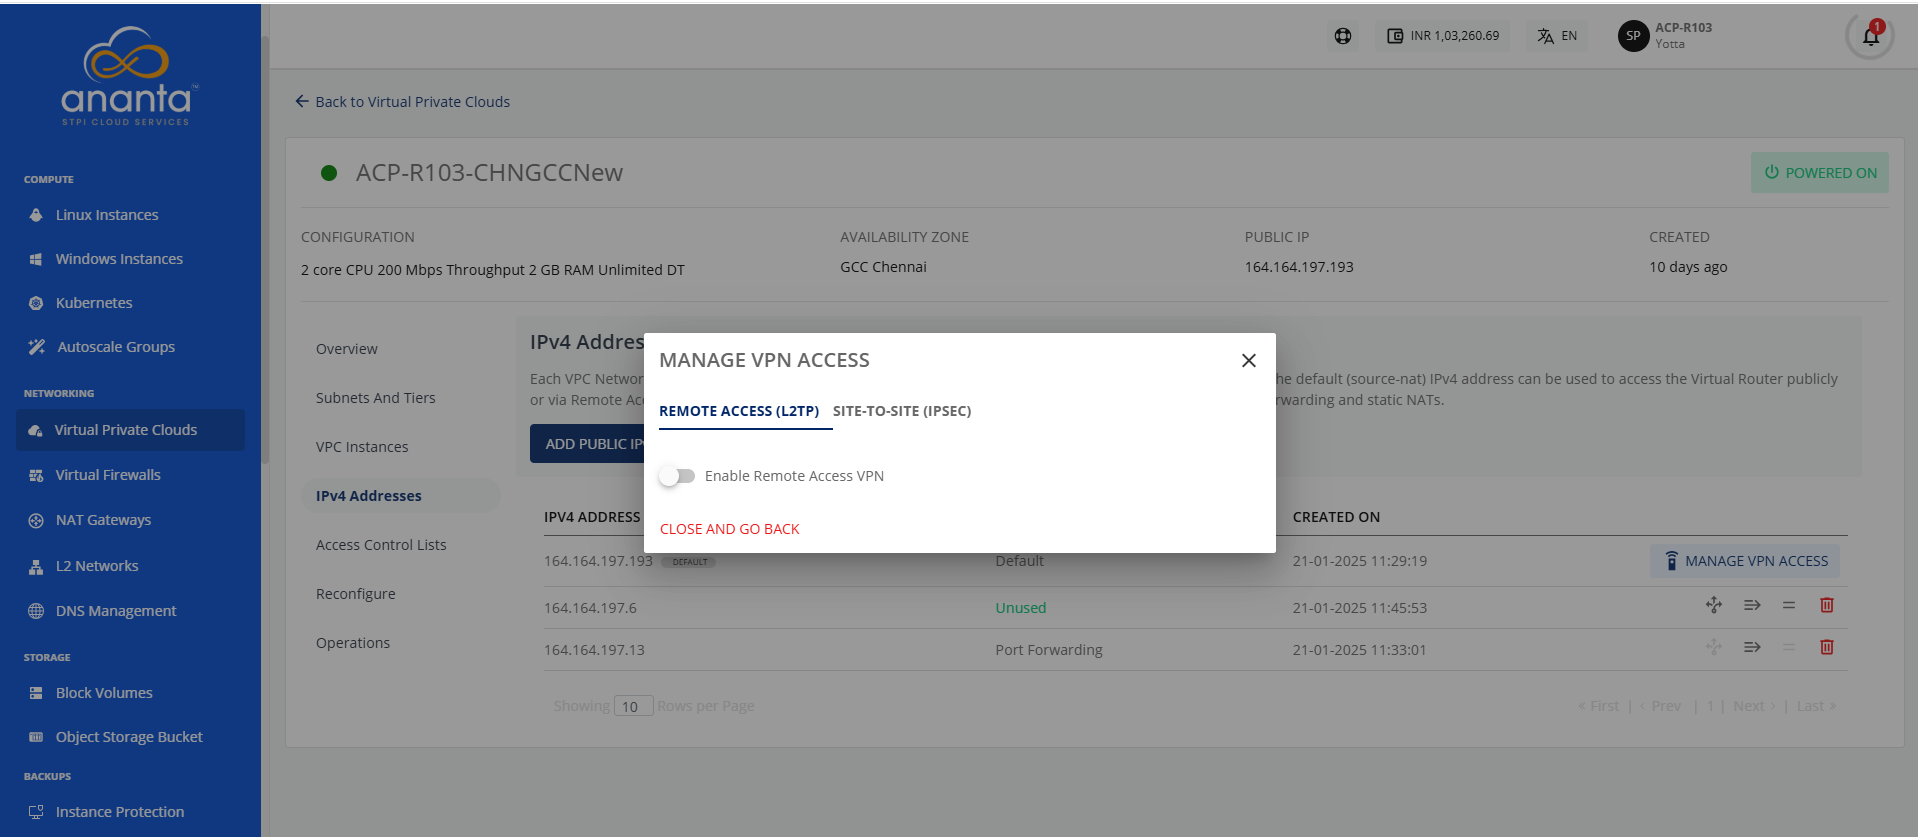 ananta™
STPI CLOUD SERVICES
COMPUTE
Linux Instances
Windows Instances
Kubernetes
Autoscale Groups
NETWORKING
Virtual Private Clouds
Virtual Firewalls
NAT Gateways
L2 Networks
DNS Management
STORAGE
Block Volumes
Object Storage Bucket
BACKUPS
Instance Protection
INR 1,03,260.69
EN
SP
ACP-R103
Yotta
1
Back to Virtual Private Clouds
ACP-R103-CHNGCCNew
POWERED ON
CONFIGURATION
2 core CPU 200 Mbps Throughput 2 GB RAM Unlimited DT
AVAILABILITY ZONE
GCC Chennai
PUBLIC IP
164.164.197.193
CREATED
10 days ago
Overview
Subnets And Tiers
VPC Instances
IPv4 Addresses
Access Control Lists
Reconfigure
Operations
IPv4 Addres
Each VPC Networ he default (source-nat) IPv4 address can be used to access the Virtual Router publicly
or via Remote Acc rwarding and static NATs.
ADD PUBLIC IP
MANAGE VPN ACCESS
REMOTE ACCESS (L2TP) SITE-TO-SITE (IPSEC)
Enable Remote Access VPN
CLOSE AND GO BACK
IPV4 ADDRESS CREATED ON
164.164.197.193 DEFAULT Default 21-01-2025 11:29:19 MANAGE VPN ACCESS
164.164.197.6 Unused 21-01-2025 11:45:53
164.164.197.13 Port Forwarding 21-01-2025 11:33:01
Showing 10 Rows per Page
« First | < Prev | 1 | Next > | Last »